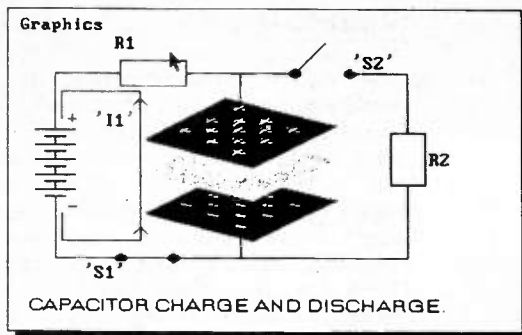 Graphics
R1
'S2'
+
'I1'
R2
−
'S1'
CAPACITOR CHARGE AND DISCHARGE.